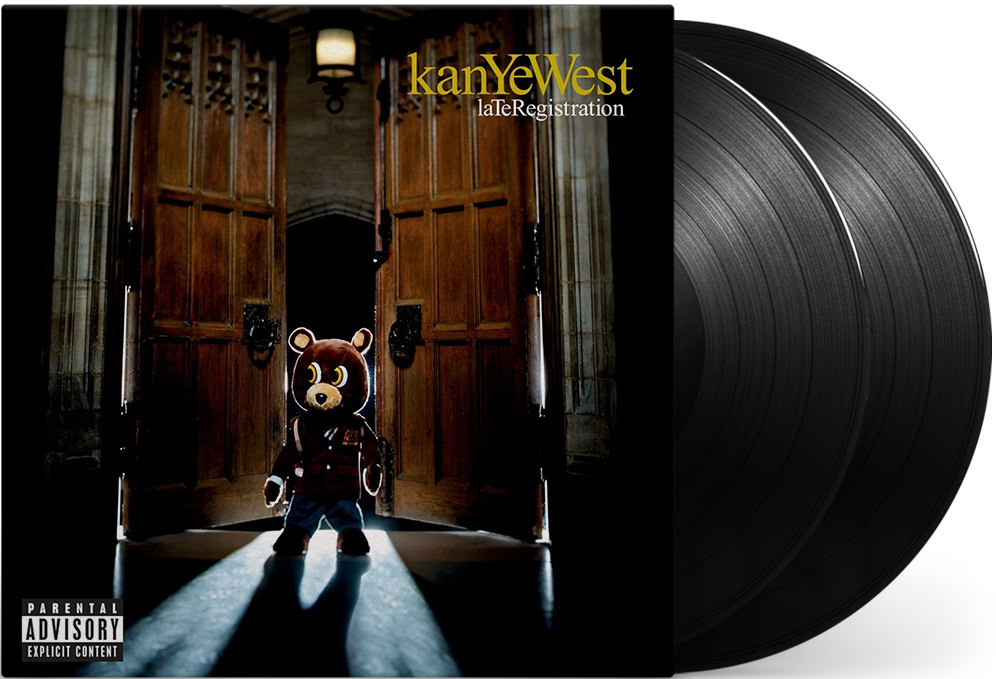 kanYeWest
laTeRegistration
PARENTAL
ADVISORY
EXPLICIT CONTENT